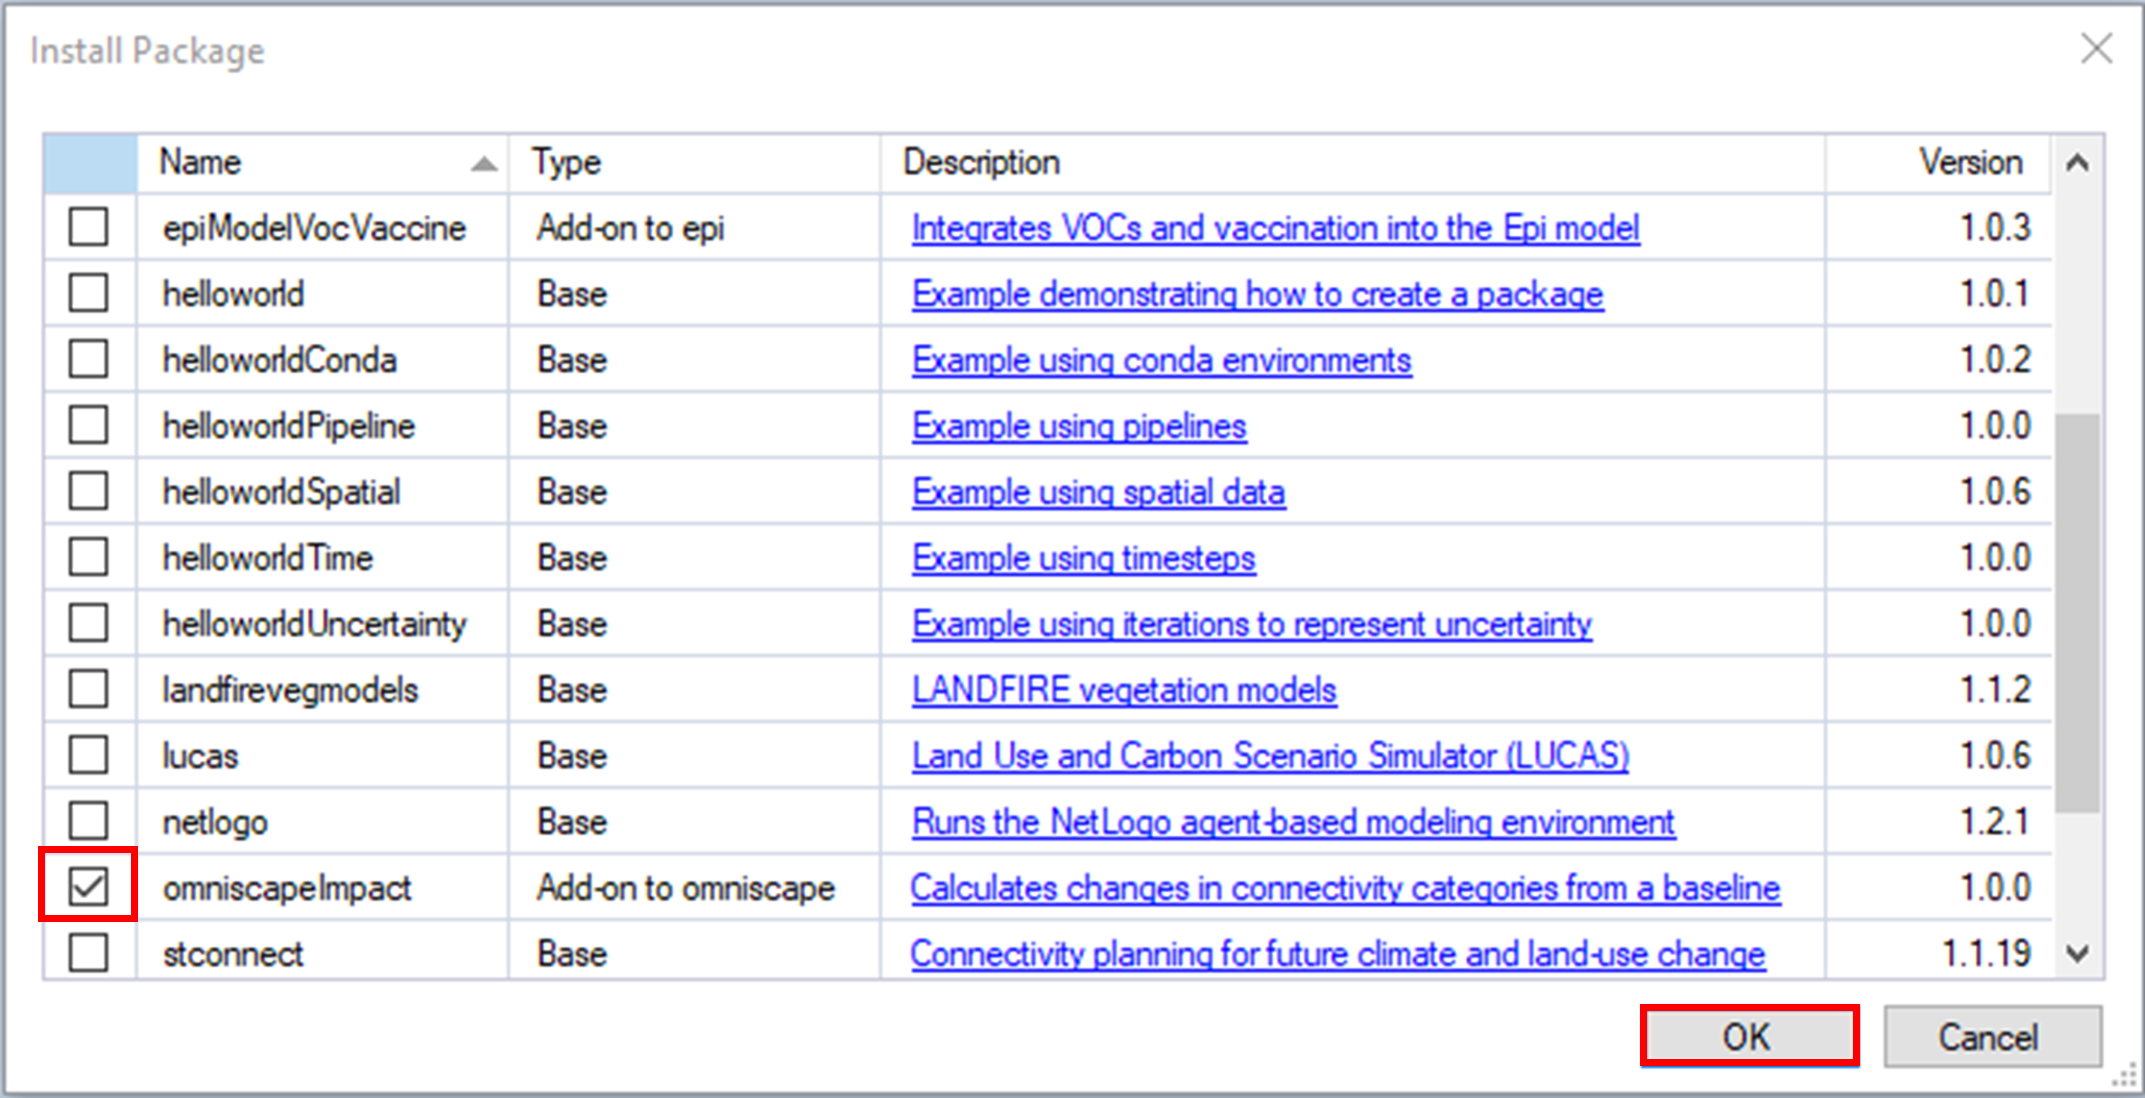 Install Package
Name Type Description Version
epiModelVocVaccine Add-on to epi Integrates VOCs and vaccination into the Epi model 1.0.3
helloworld Base Example demonstrating how to create a package 1.0.1
helloworldConda Base Example using conda environments 1.0.2
helloworldPipeline Base Example using pipelines 1.0.0
helloworldSpatial Base Example using spatial data 1.0.6
helloworldTime Base Example using timesteps 1.0.0
helloworldUncertainty Base Example using iterations to represent uncertainty 1.0.0
landfirevegmodels Base LANDFIRE vegetation models 1.1.2
lucas Base Land Use and Carbon Scenario Simulator (LUCAS) 1.0.6
netlogo Base Runs the NetLogo agent-based modeling environment 1.2.1
omniscapeImpact Add-on to omniscape Calculates changes in connectivity categories from a baseline 1.0.0
stconnect Base Connectivity planning for future climate and land-use change 1.1.19
OK Cancel